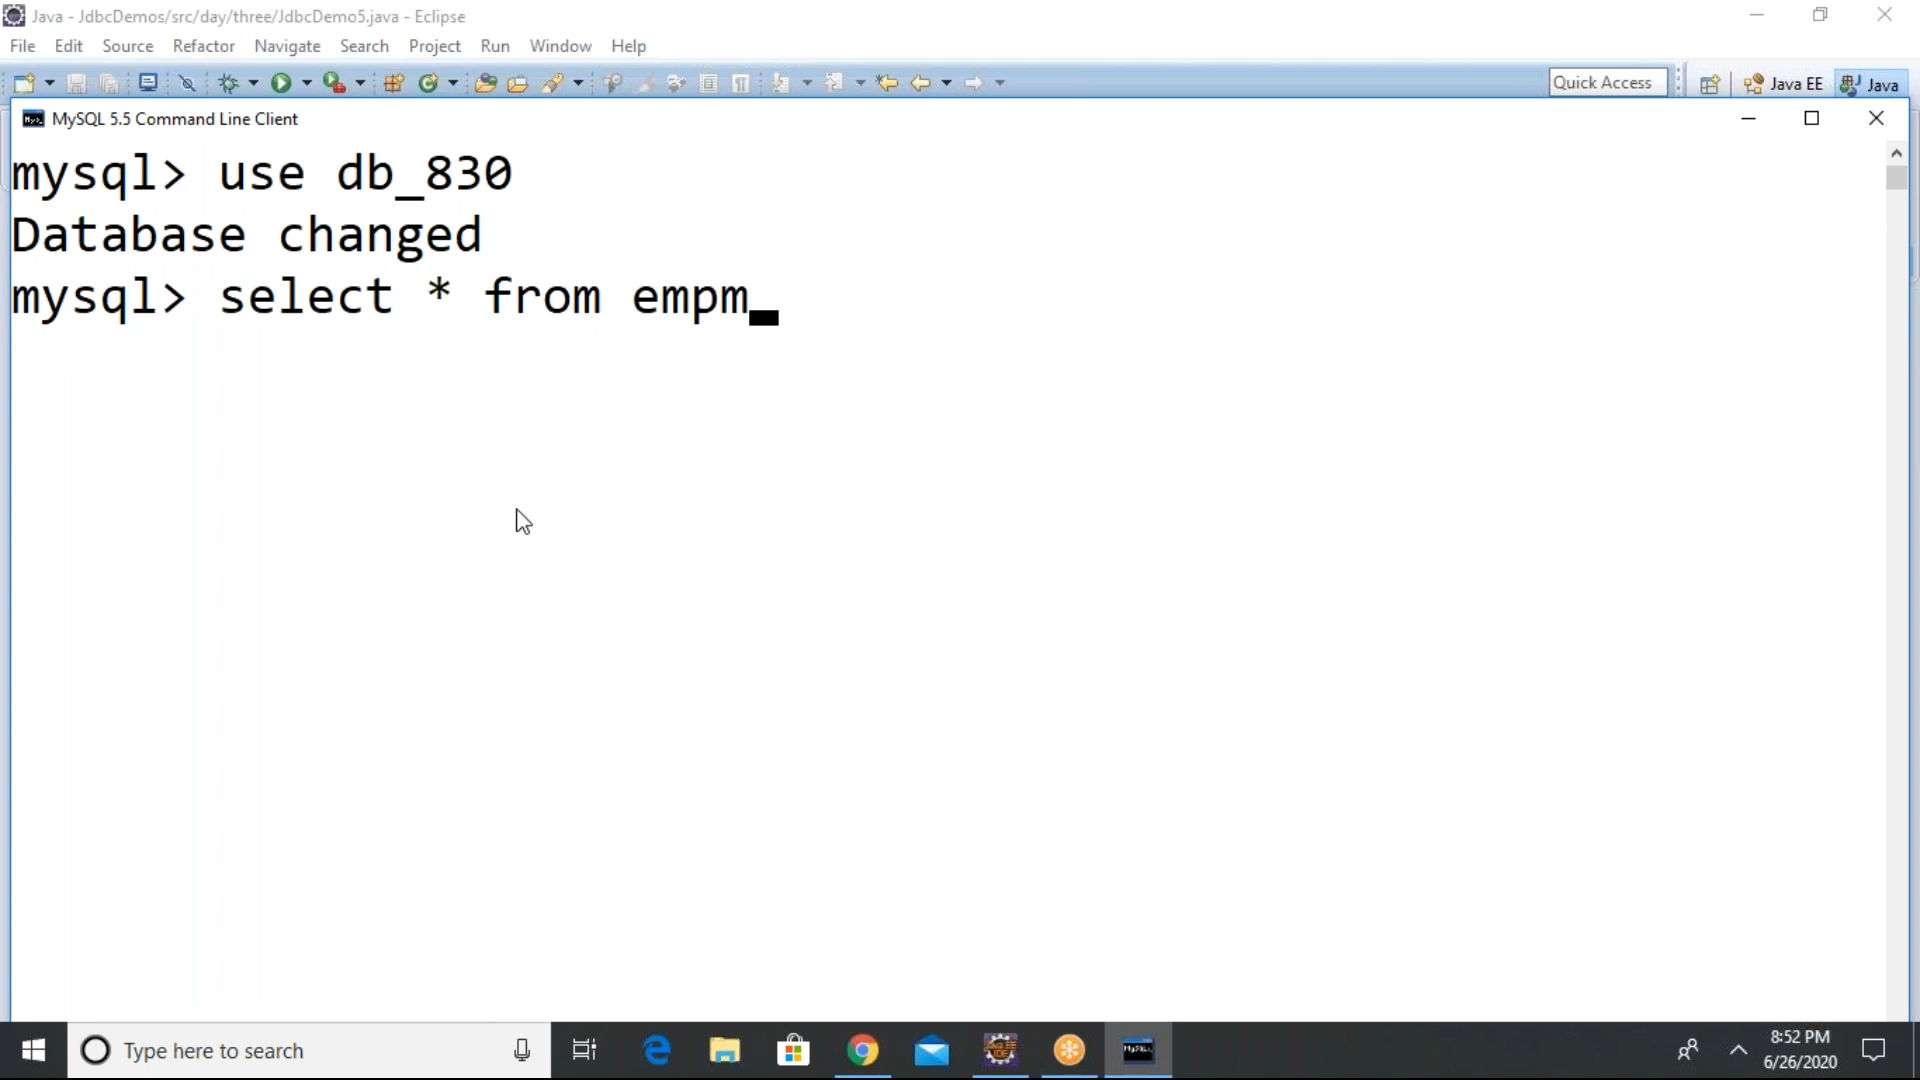 Java - JdbcDemos/src/day/three/JdbcDemo5.java - Eclipse
File Edit Source Refactor Navigate Search Project Run Window Help
Quick Access Java EE Java
MySQL 5.5 Command Line Client
mysql> use db_830
Database changed
mysql> select * from empm_
Type here to search
8:52 PM
6/26/2020